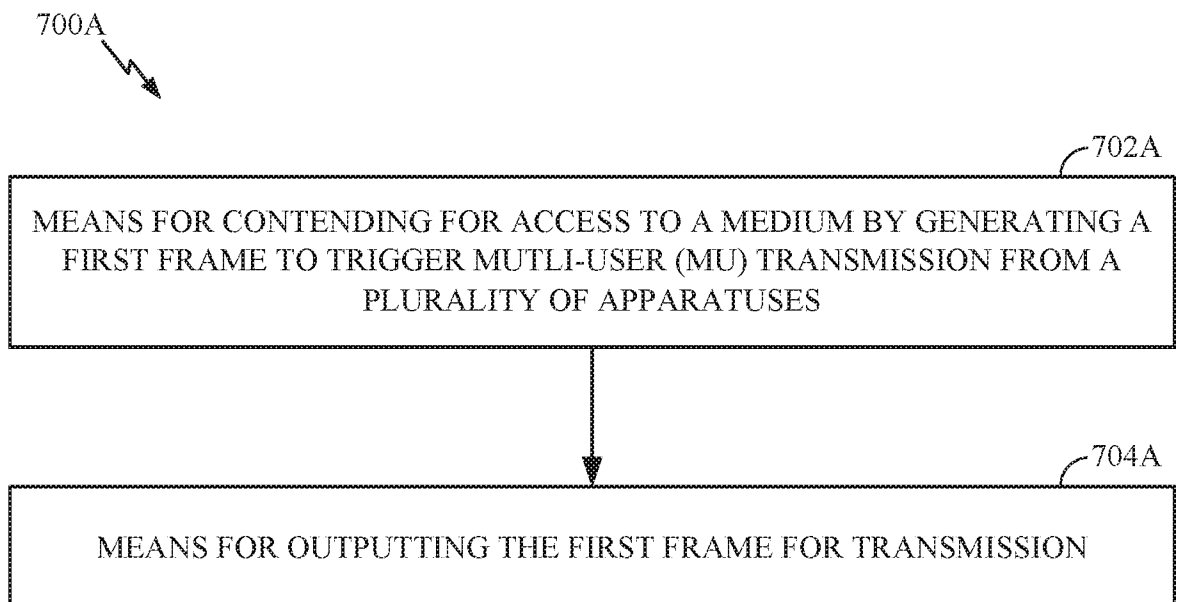 700A
702A
MEANS FOR CONTENDING FOR ACCESS TO A MEDIUM BY GENERATING A
FIRST FRAME TO TRIGGER MUTLI-USER (MU) TRANSMISSION FROM A
PLURALITY OF APPARATUSES
704A
MEANS FOR OUTPUTTING THE FIRST FRAME FOR TRANSMISSION